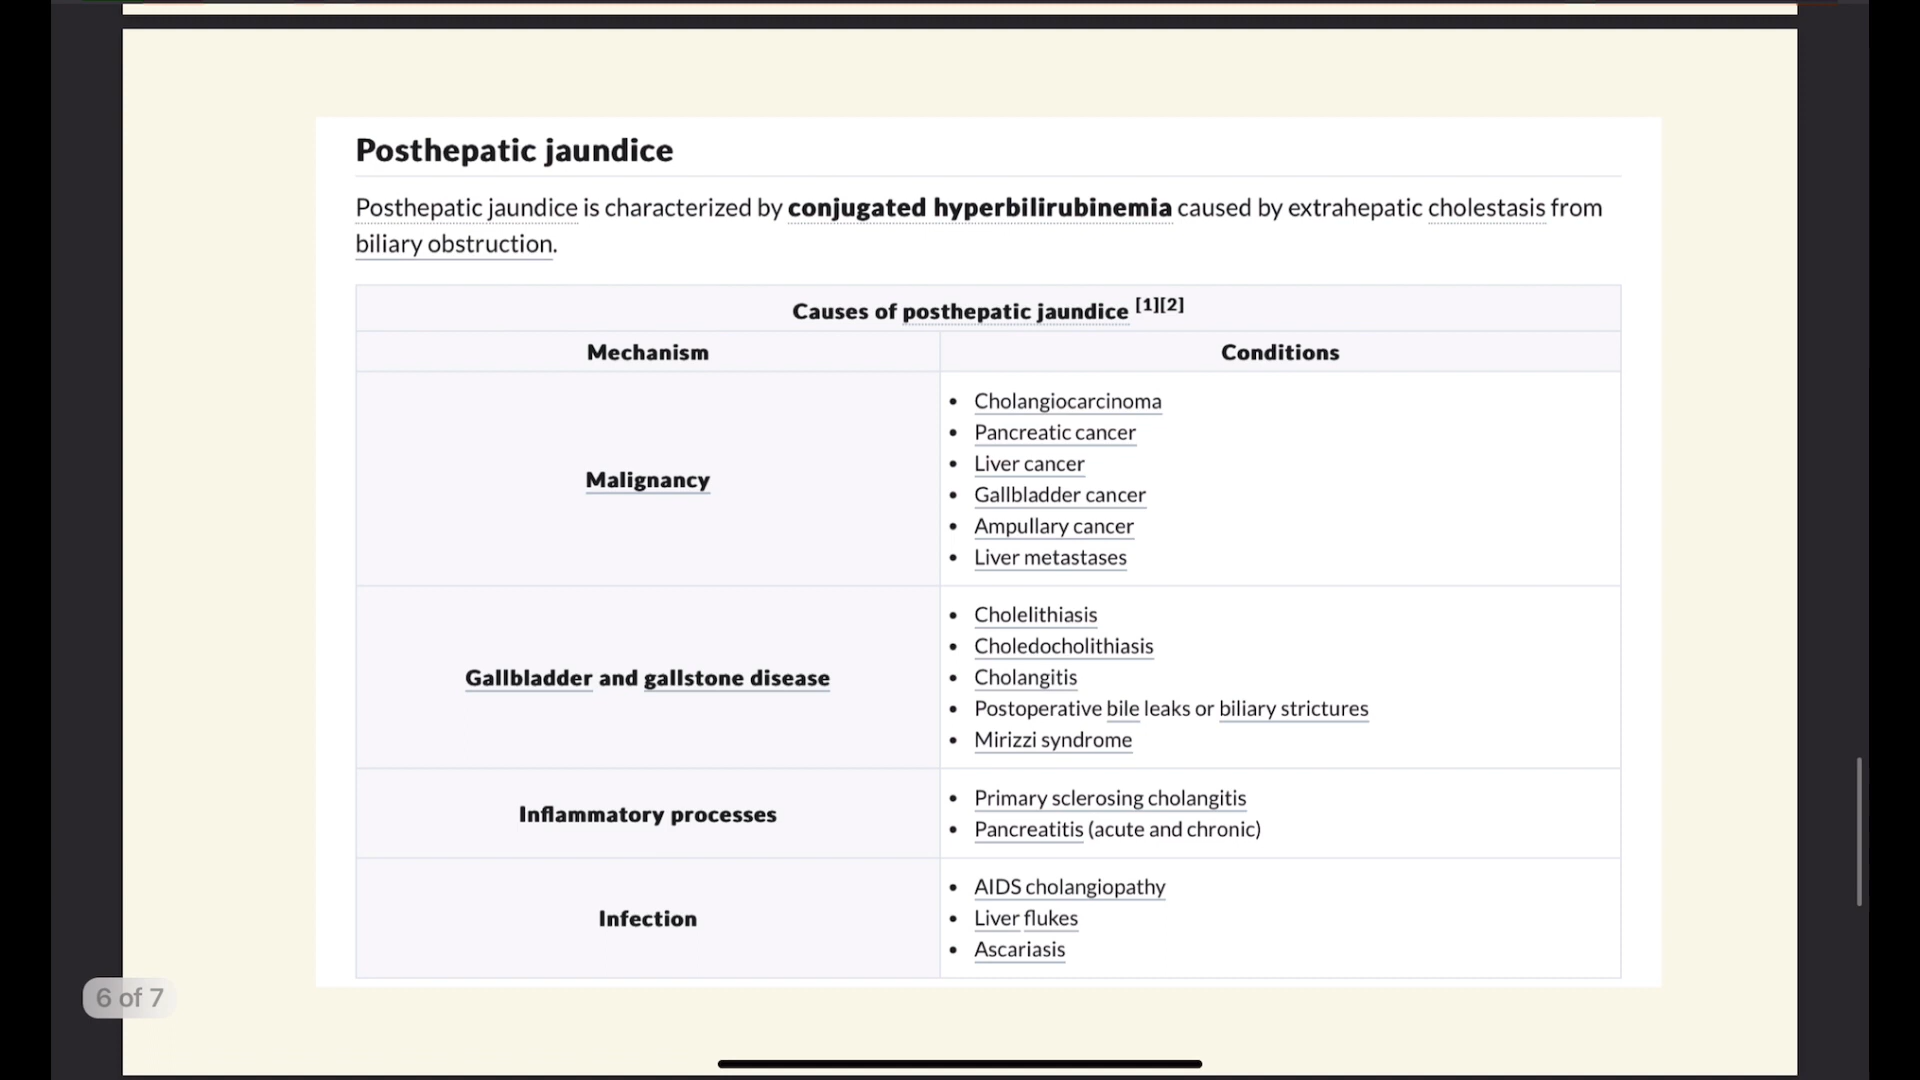 Posthepatic jaundice
Posthepatic jaundice is characterized by conjugated hyperbilirubinemia caused by extrahepatic cholestasis from
biliary obstruction.
Causes of posthepatic jaundice [1][2]
Mechanism
Conditions
Malignancy
• Cholangiocarcinoma
• Pancreatic cancer
• Liver cancer
• Gallbladder cancer
• Ampullary cancer
• Liver metastases
Gallbladder and gallstone disease
• Cholelithiasis
• Choledocholithiasis
• Cholangitis
• Postoperative bile leaks or biliary strictures
• Mirizzi syndrome
Inflammatory processes
• Primary sclerosing cholangitis
• Pancreatitis (acute and chronic)
Infection
• AIDS cholangiopathy
• Liver flukes
• Ascariasis
6 of 7